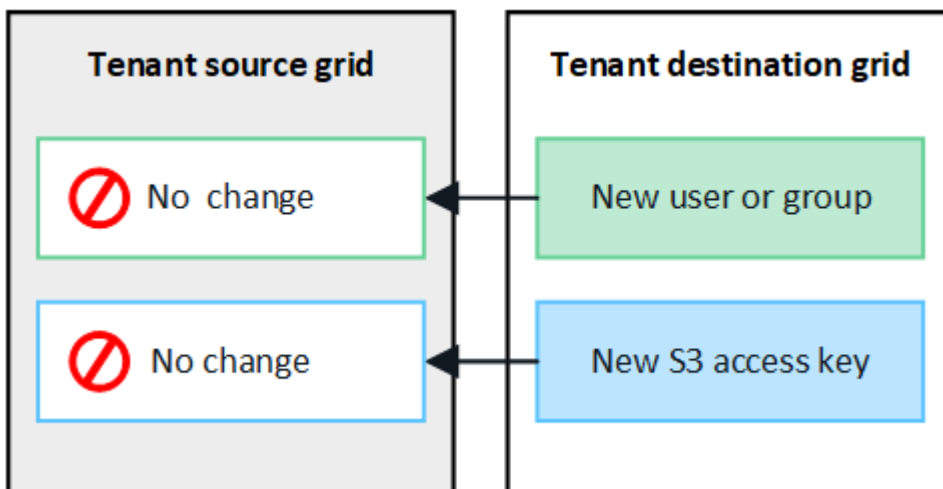 Tenant source grid
No change
No change
Tenant destination grid
New user or group
New S3 access key